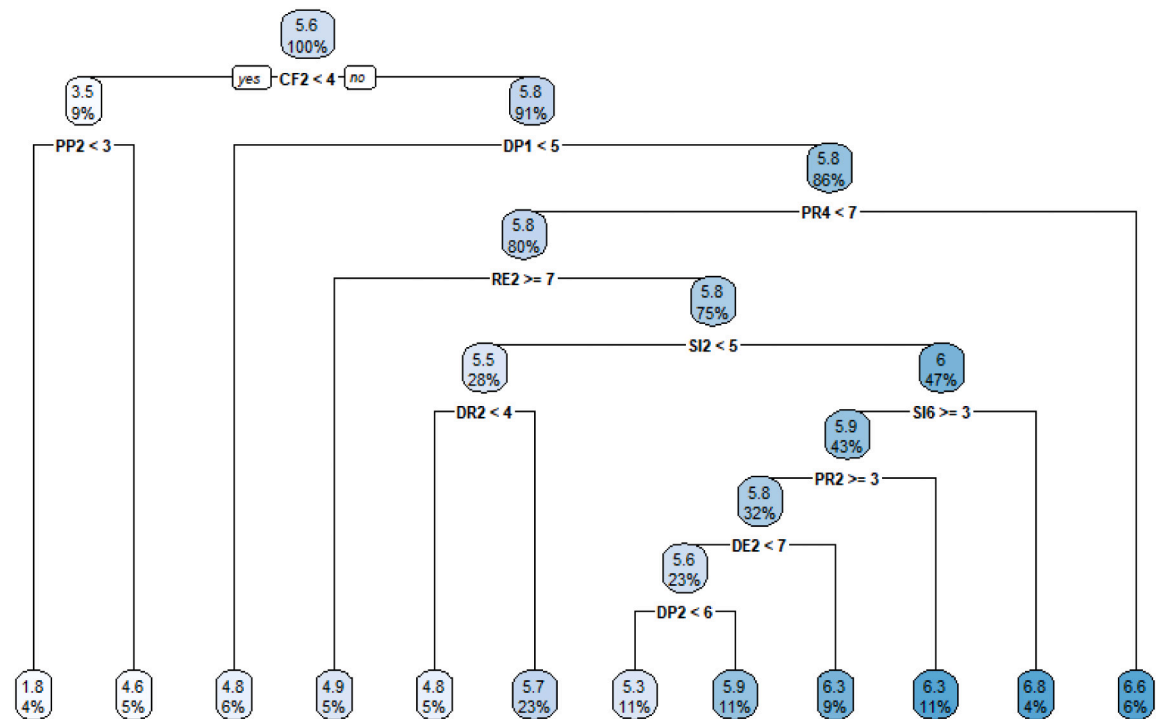 5.6
100%
yes CF2 < 4 no
3.5
9%
5.8
91%
PP2 < 3
DP1 < 5
5.8
86%
PR4 < 7
5.8
80%
RE2 >= 7
5.8
75%
SI2 < 5
5.5
28%
6
47%
DR2 < 4
SI6 >= 3
5.9
43%
PR2 >= 3
5.8
32%
DE2 < 7
5.6
23%
DP2 < 6
1.8 4.6 4.8 4.9 4.8 5.7 5.3 5.9 6.3 6.3 6.8 6.6
4% 5% 6% 5% 5% 23% 11% 11% 9% 11% 4% 6%